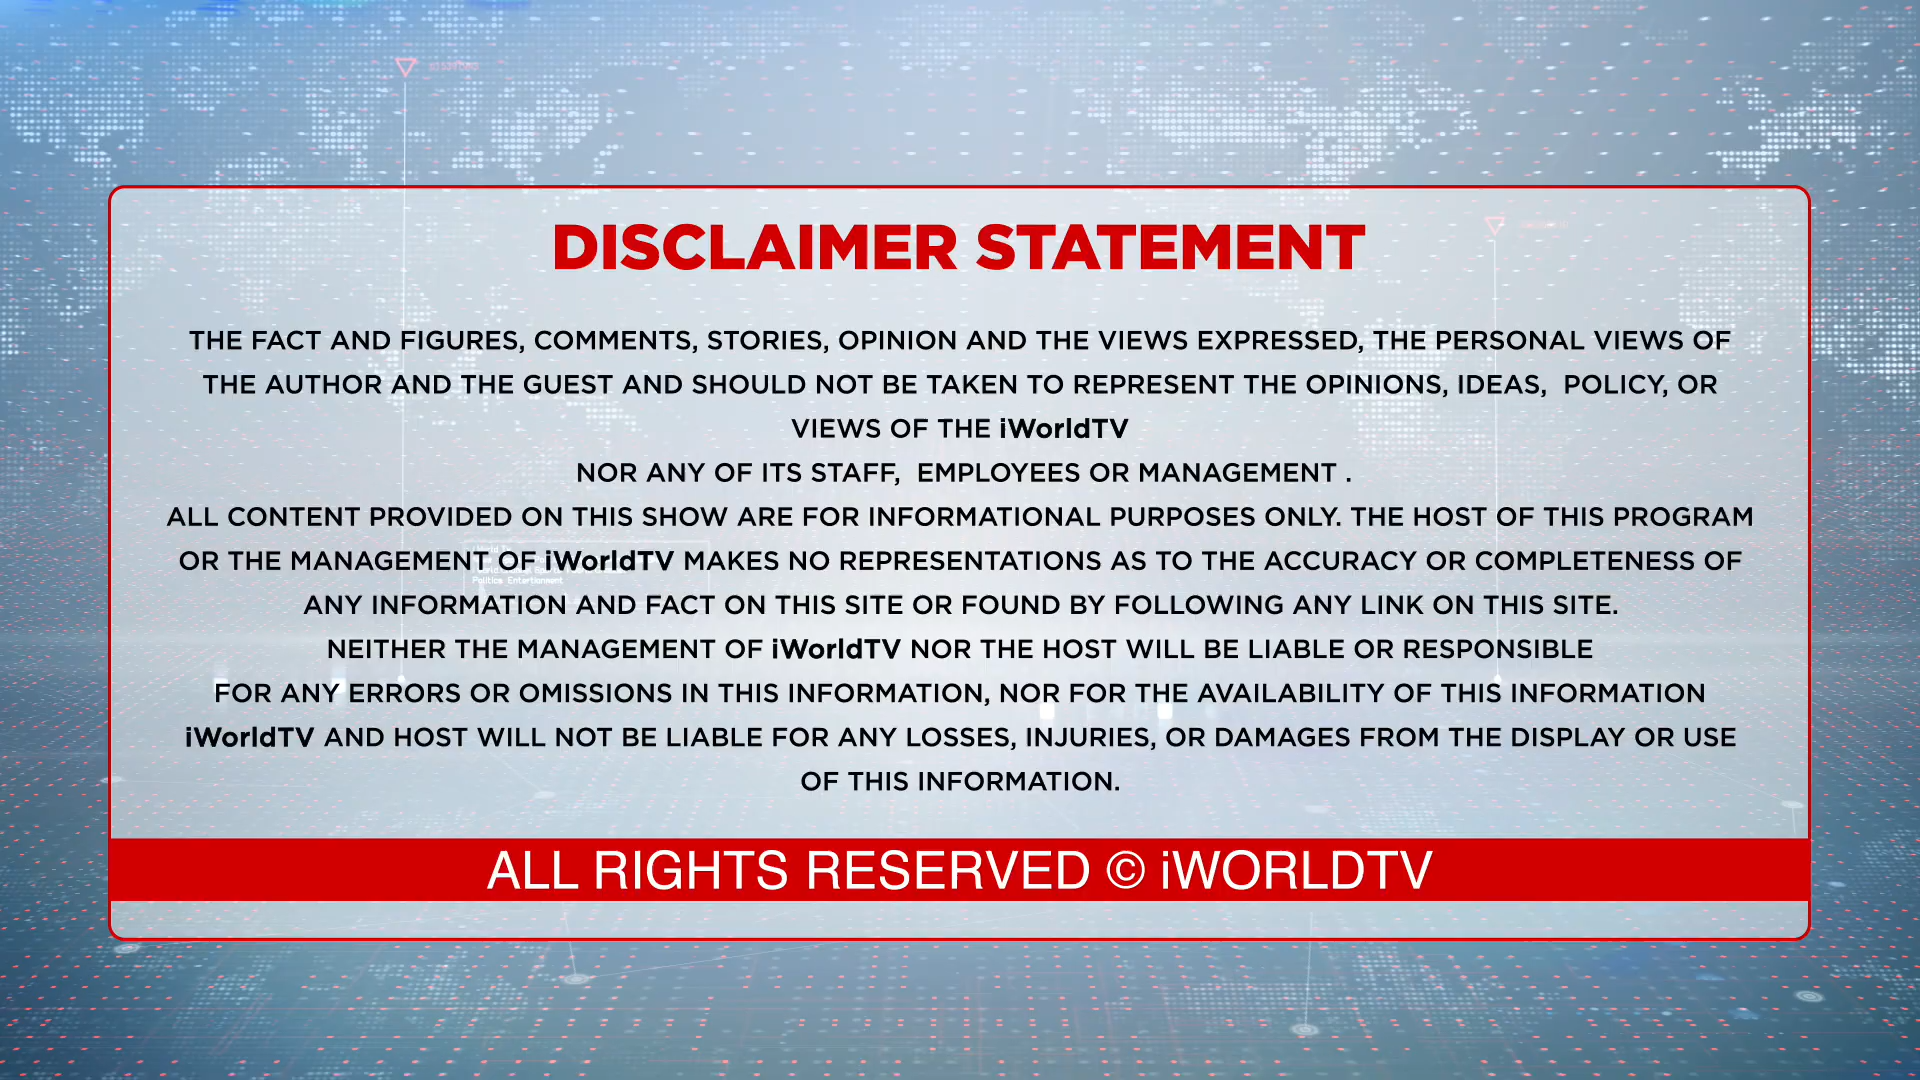 DISCLAIMER STATEMENT
THE FACT AND FIGURES, COMMENTS, STORIES, OPINION AND THE VIEWS EXPRESSED, THE PERSONAL VIEWS OF
THE AUTHOR AND THE GUEST AND SHOULD NOT BE TAKEN TO REPRESENT THE OPINIONS, IDEAS, POLICY, OR
VIEWS OF THE iWorldTV
NOR ANY OF ITS STAFF, EMPLOYEES OR MANAGEMENT .
ALL CONTENT PROVIDED ON THIS SHOW ARE FOR INFORMATIONAL PURPOSES ONLY. THE HOST OF THIS PROGRAM
OR THE MANAGEMENT OF iWorldTV MAKES NO REPRESENTATIONS AS TO THE ACCURACY OR COMPLETENESS OF
Politics Entertionment
ANY INFORMATION AND FACT ON THIS SITE OR FOUND BY FOLLOWING ANY LINK ON THIS SITE.
NEITHER THE MANAGEMENT OF iWorldTV NOR THE HOST WILL BE LIABLE OR RESPONSIBLE
FOR ANY ERRORS OR OMISSIONS IN THIS INFORMATION, NOR FOR THE AVAILABILITY OF THIS INFORMATION
iWorldTV AND HOST WILL NOT BE LIABLE FOR ANY LOSSES, INJURIES, OR DAMAGES FROM THE DISPLAY OR USE
OF THIS INFORMATION.
ALL RIGHTS RESERVED © iWORLDTV